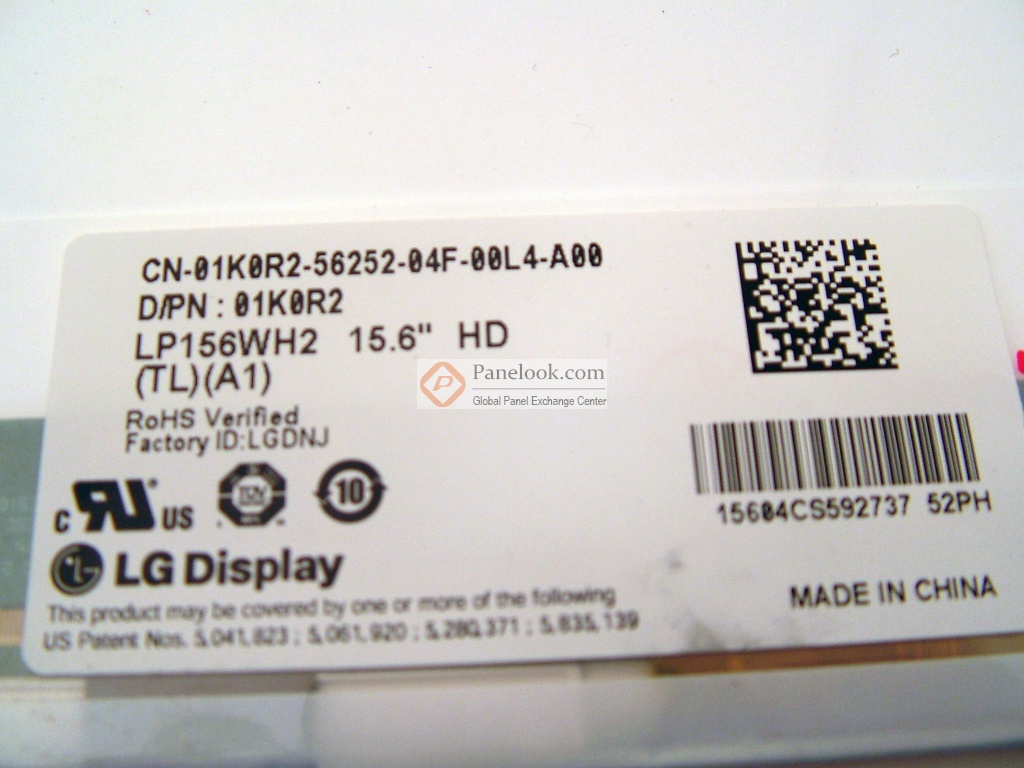 CN-01K0R2-56252-04F-00L4-A00
D/PN : 01K0R2
LP156WH2 15.6" HD
(TL)(A1)
Panelook.com
Global Panel Exchange Center
RoHS Verified
Factory ID:LGDNJ
15604CS592737 52PH
C US
10
LG Display
MADE IN CHINA
This product may be covered by one or more of the following
US Patent Nos. 5,041,823 ; 5,061,920 ; 5,280,371 ; 5,835,139